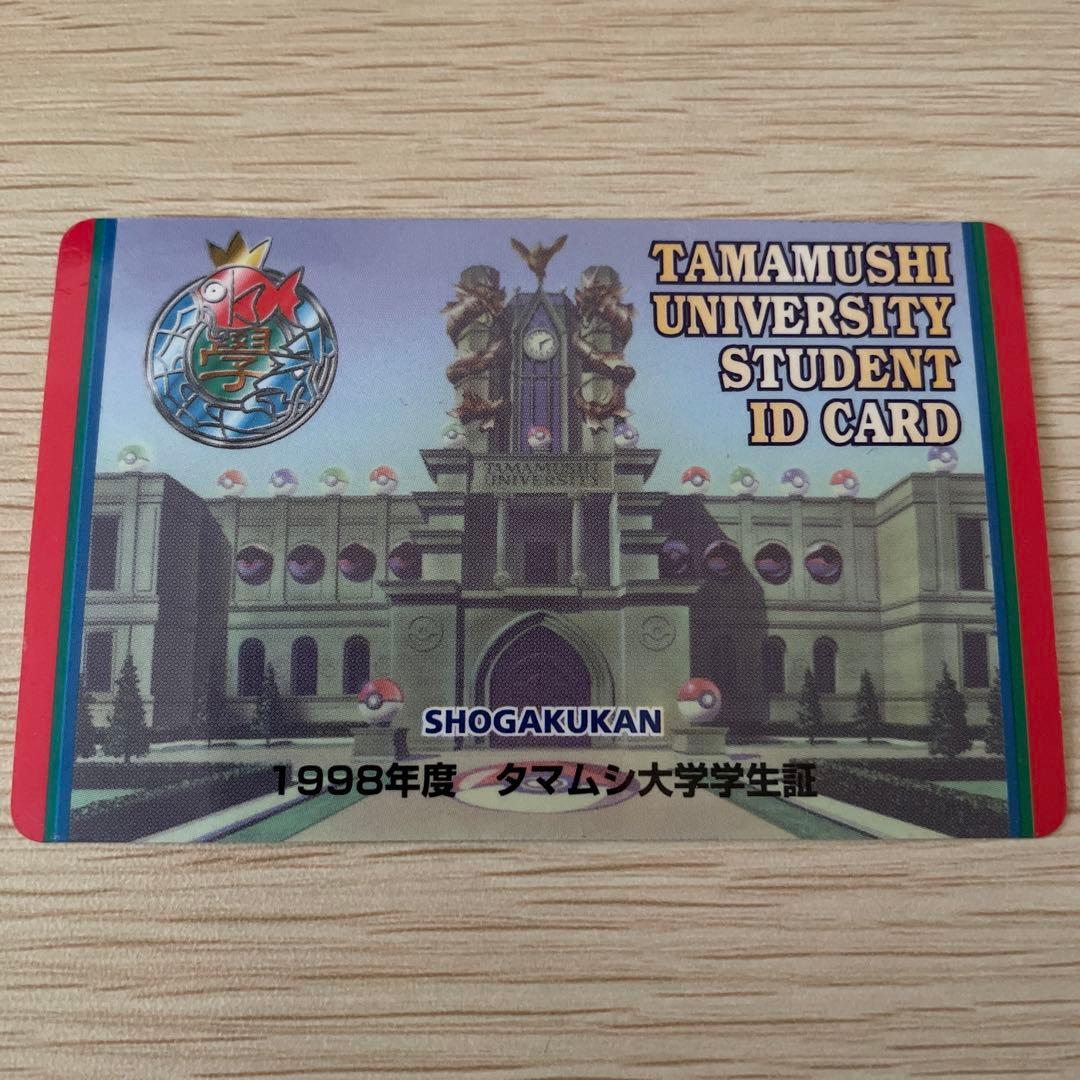 學
TAMAMUSHI
UNIVERSITY
STUDENT
ID CARD
TAMAMUSHI
UNIVERSITY
SHOGAKUKAN
1998年度 タマムシ大学学生証